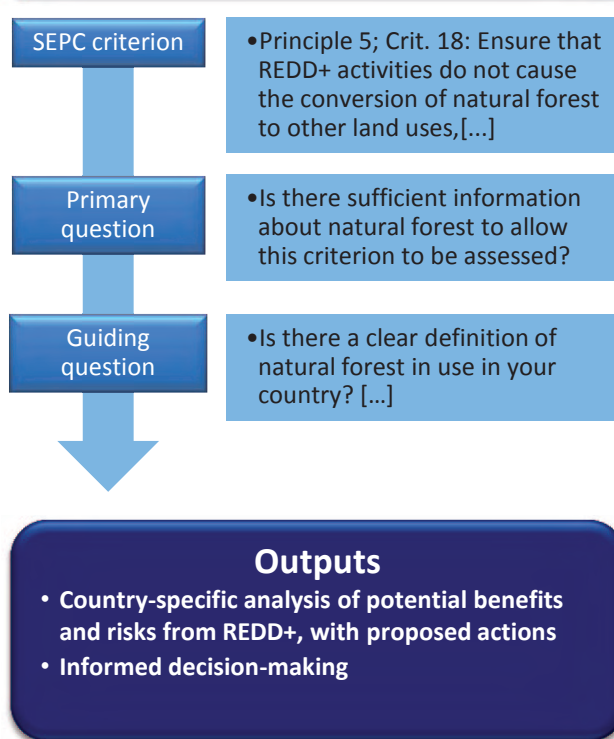 SEPC criterion
•Principle 5; Crit. 18: Ensure that
REDD+ activities do not cause
the conversion of natural forest
to other land uses,[...]
Primary
question
•Is there sufficient information
about natural forest to allow
this criterion to be assessed?
Guiding
question
•Is there a clear definition of
natural forest in use in your
country? […]
Outputs
• Country-specific analysis of potential benefits
and risks from REDD+, with proposed actions
• Informed decision-making